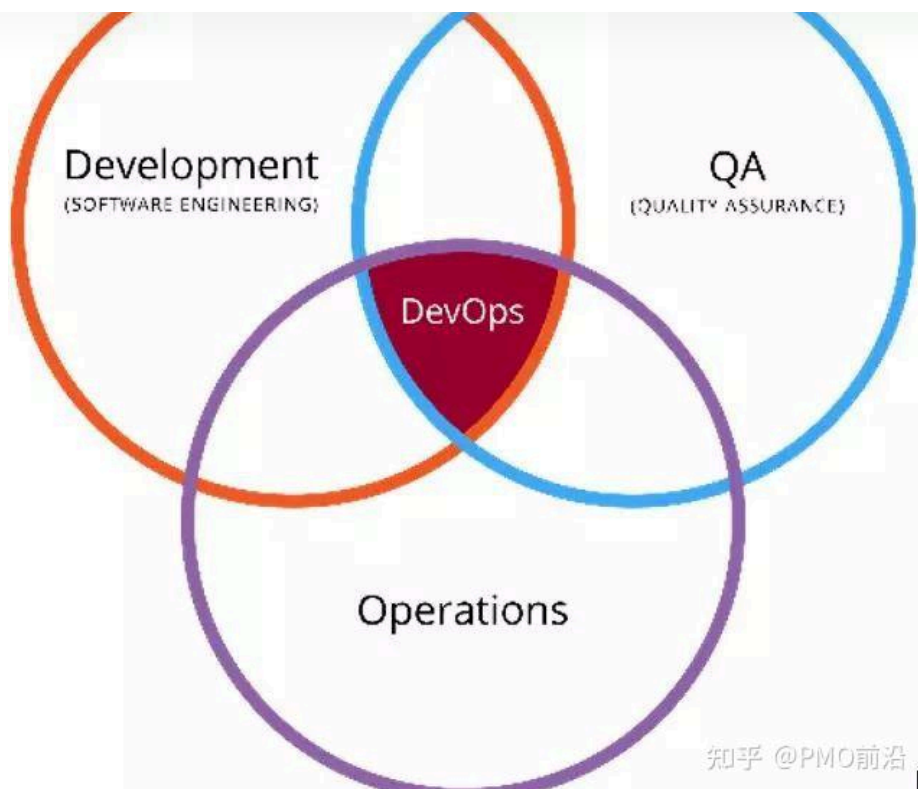 Development
(SOFTWARE ENGINEERING)
QA
(QUALITY ASSURANCE)
DevOps
Operations
知乎 @PMO前沿